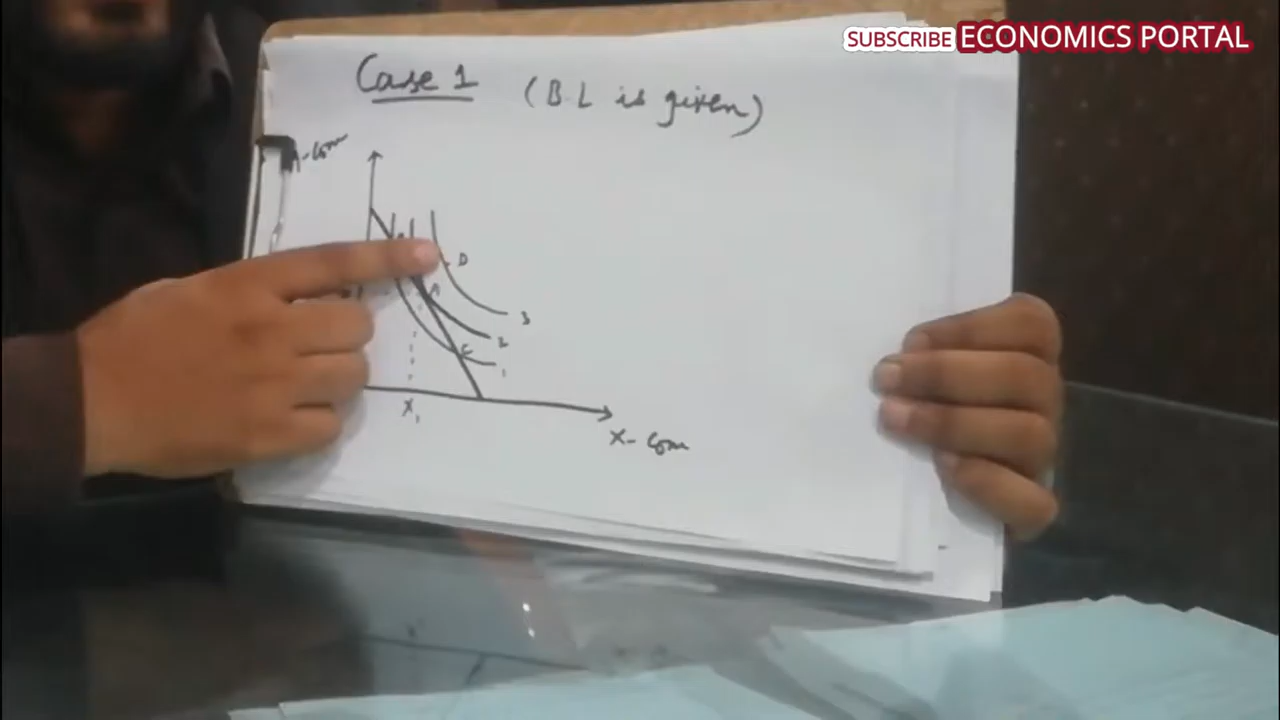 SUBSCRIBE ECONOMICS PORTAL
Case 1 (B.L is given)
D
A
3
2
C
1
X1
X-Com